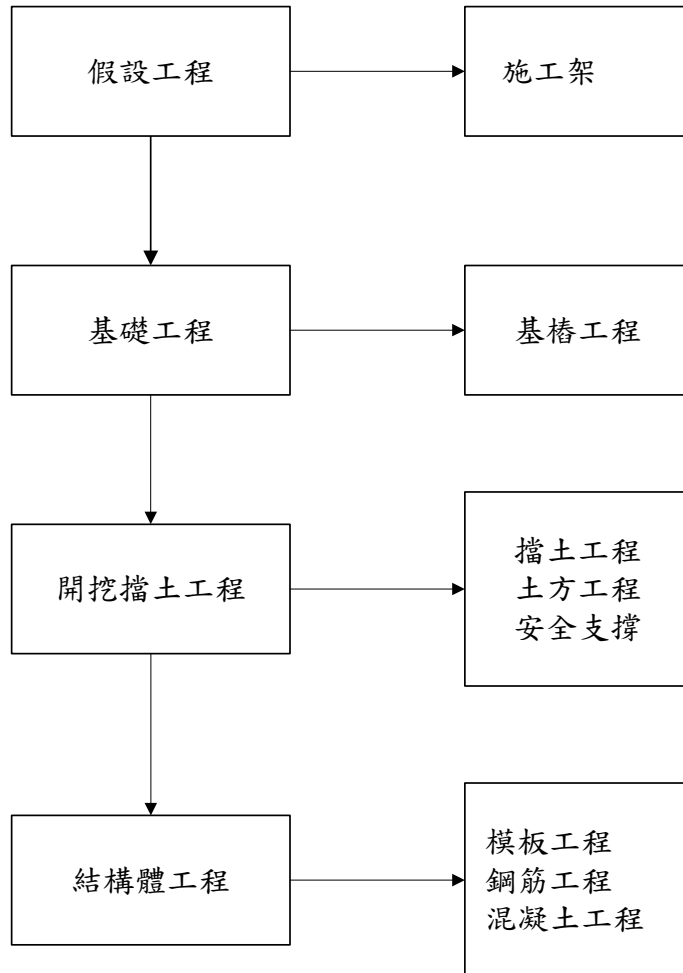 假設工程
施工架
基礎工程
基樁工程
開挖擋土工程
擋土工程
土方工程
安全支撐
結構體工程
模板工程
鋼筋工程
混凝土工程